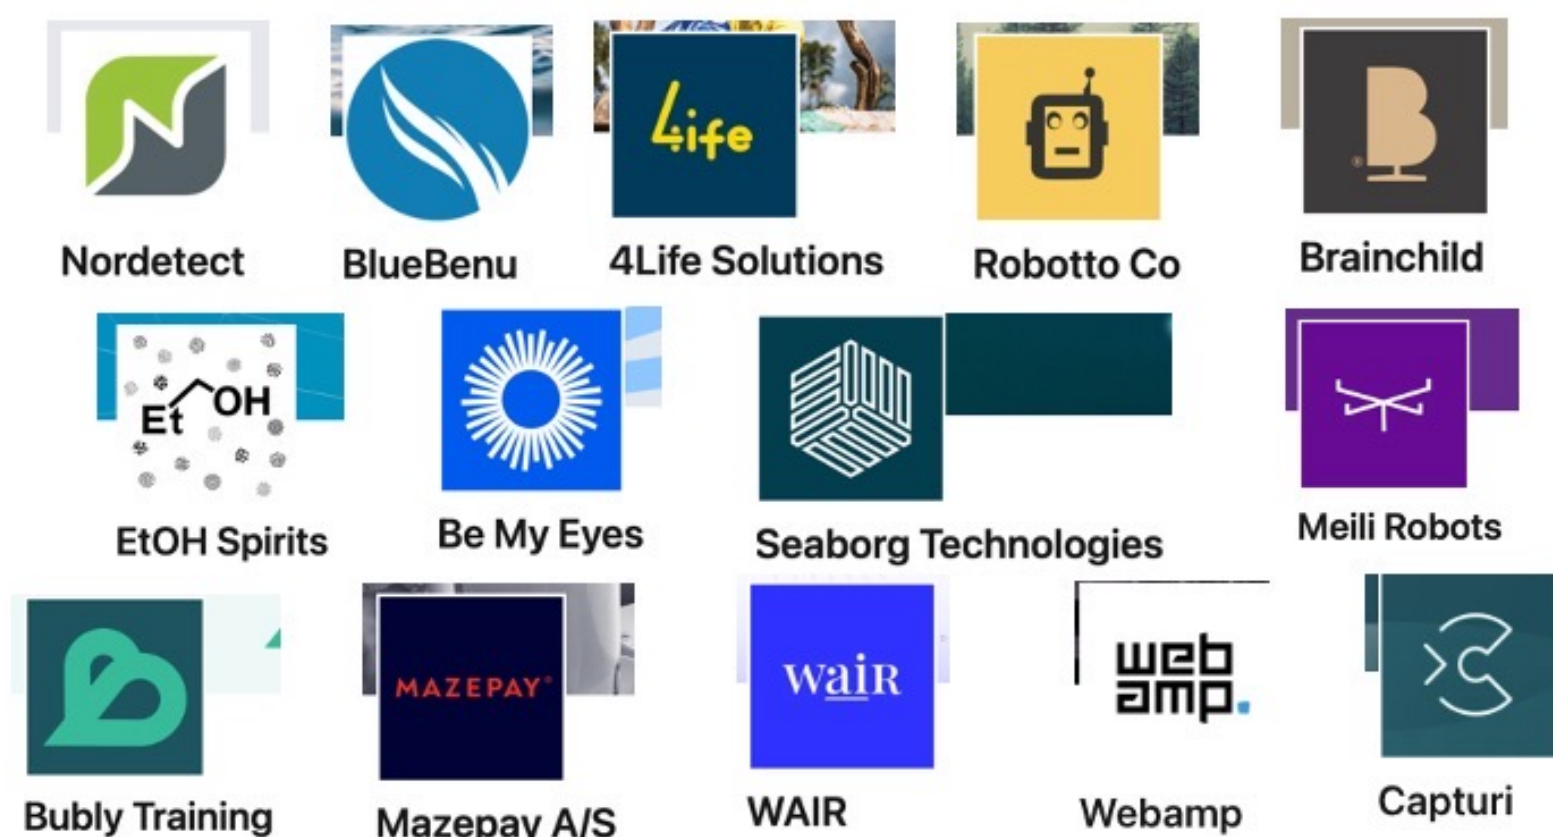 4ife
Nordetect
BlueBenu
4Life Solutions
Robotto Co
B
®
Brainchild
Et OH
EtOH Spirits
Be My Eyes
Seaborg Technologies
Meili Robots
MAZEPAY®
waiR
web
amp.
Bubly Training
Mazepay A/S
WAIR
Webamp
Capturi